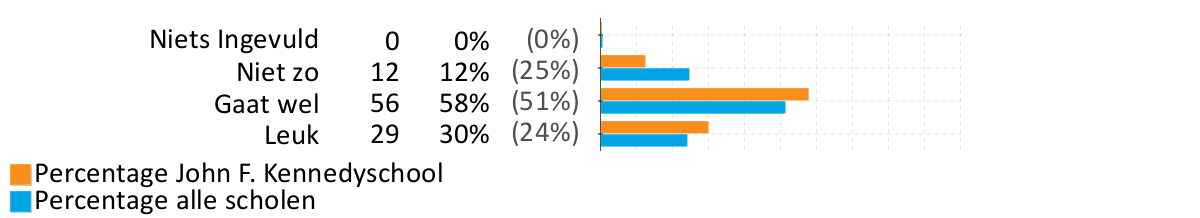 Niets Ingevuld 0 0% (0%)
Niet zo 12 12% (25%)
Gaat wel 56 58% (51%)
Leuk 29 30% (24%)
Percentage John F. Kennedyschool
Percentage alle scholen